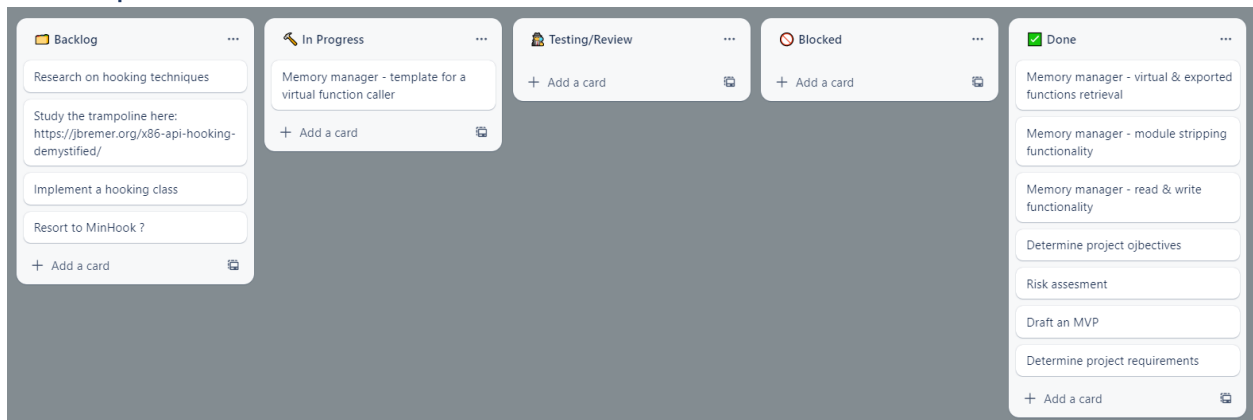 Backlog
Research on hooking techniques
Study the trampoline here:
https://jbremer.org/x86-api-hooking-
demystified/
Implement a hooking class
Resort to MinHook ?
+ Add a card
In Progress
Memory manager - template for a
virtual function caller
+ Add a card
Testing/Review
+ Add a card
Blocked
+ Add a card
Done
Memory manager - virtual & exported
functions retrieval
Memory manager - module stripping
functionality
Memory manager - read & write
functionality
Determine project ojbectives
Risk assesment
Draft an MVP
Determine project requirements
+ Add a card